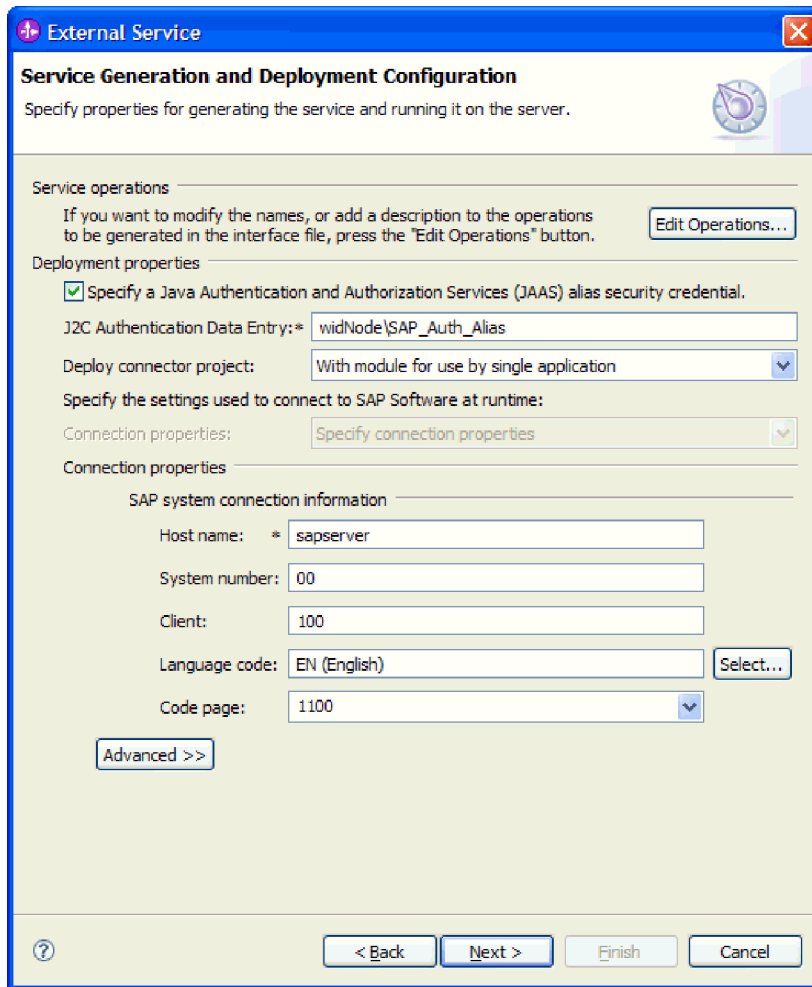 External Service
Service Generation and Deployment Configuration
Specify properties for generating the service and running it on the server.
Service operations
If you want to modify the names, or add a description to the operations
to be generated in the interface file, press the "Edit Operations" button.
Edit Operations...
Deployment properties
Specify a Java Authentication and Authorization Services (JAAS) alias security credential.
J2C Authentication Data Entry:* widNode\SAP_Auth_Alias
Deploy connector project: With module for use by single application
Specify the settings used to connect to SAP Software at runtime:
Connection properties: Specify connection properties
Connection properties
SAP system connection information
Host name: * sapserver
System number: 00
Client: 100
Language code: EN (English) Select...
Code page: 1100
Advanced >>
? < Back Next > Finish Cancel